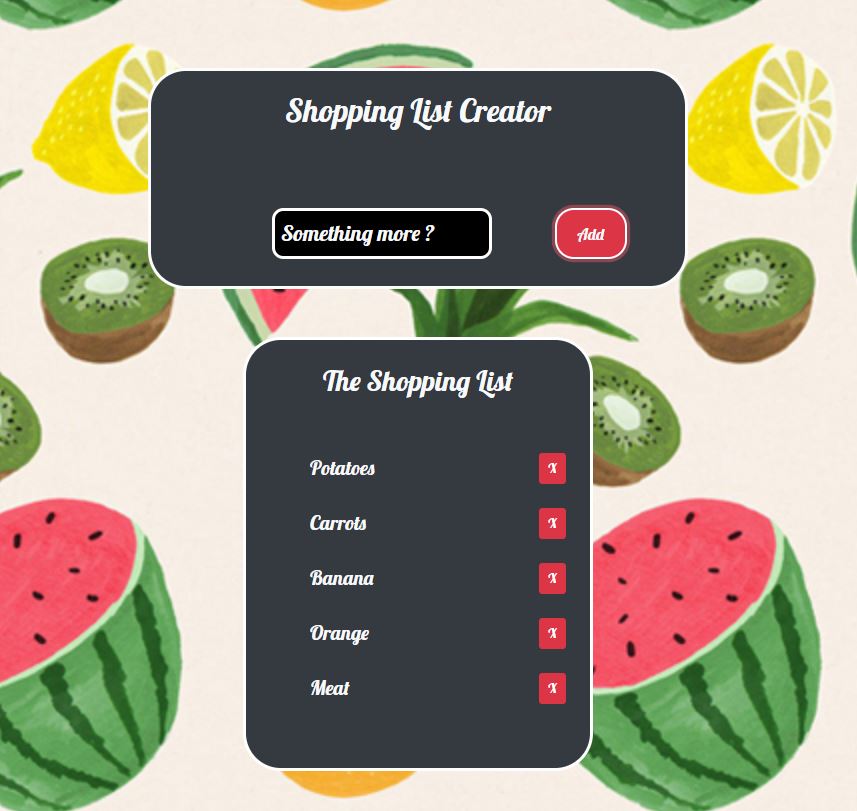 Shopping List Creator
Something more ?
Add
The Shopping List
Potatoes X
Carrots X
Banana X
Orange X
Meat X